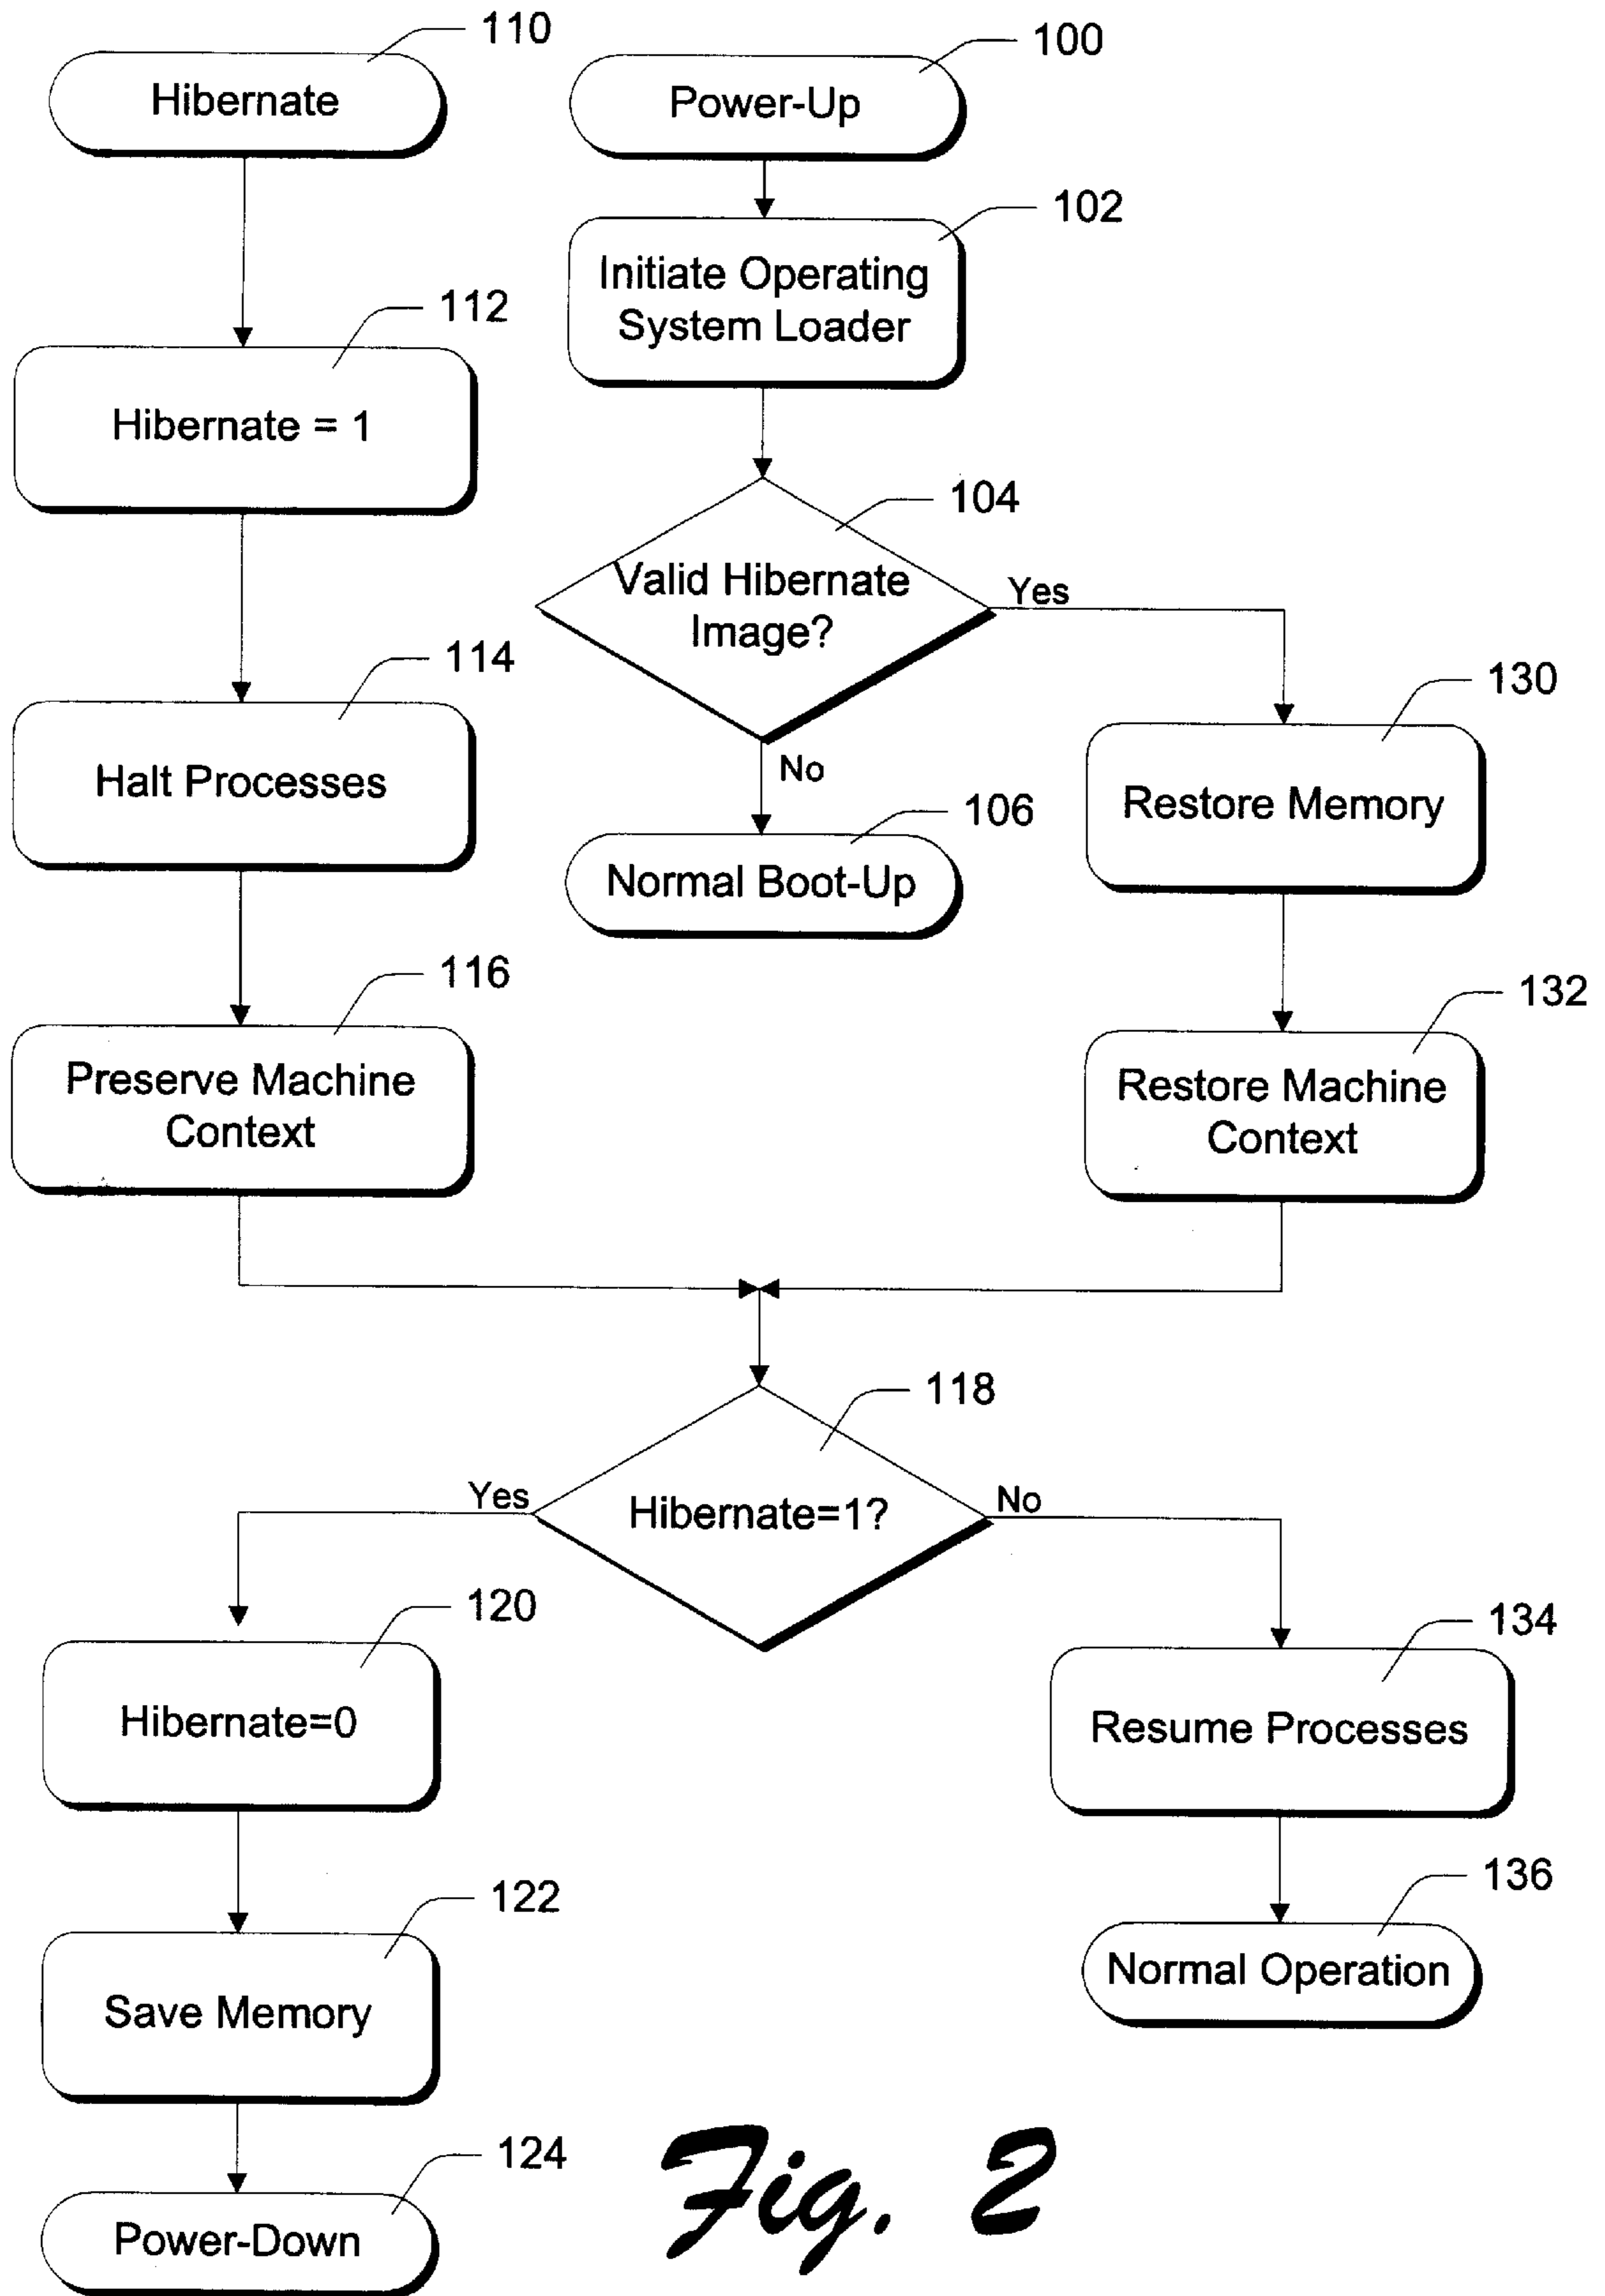 110
Hibernate
100
Power-Up
102
Initiate Operating
System Loader
112
Hibernate = 1
104
Valid Hibernate
Image?
Yes
No
114
Halt Processes
130
Restore Memory
106
Normal Boot-Up
116
Preserve Machine
Context
132
Restore Machine
Context
118
Hibernate=1?
Yes
No
120
Hibernate=0
134
Resume Processes
122
Save Memory
136
Normal Operation
124
Power-Down
Fig. 2